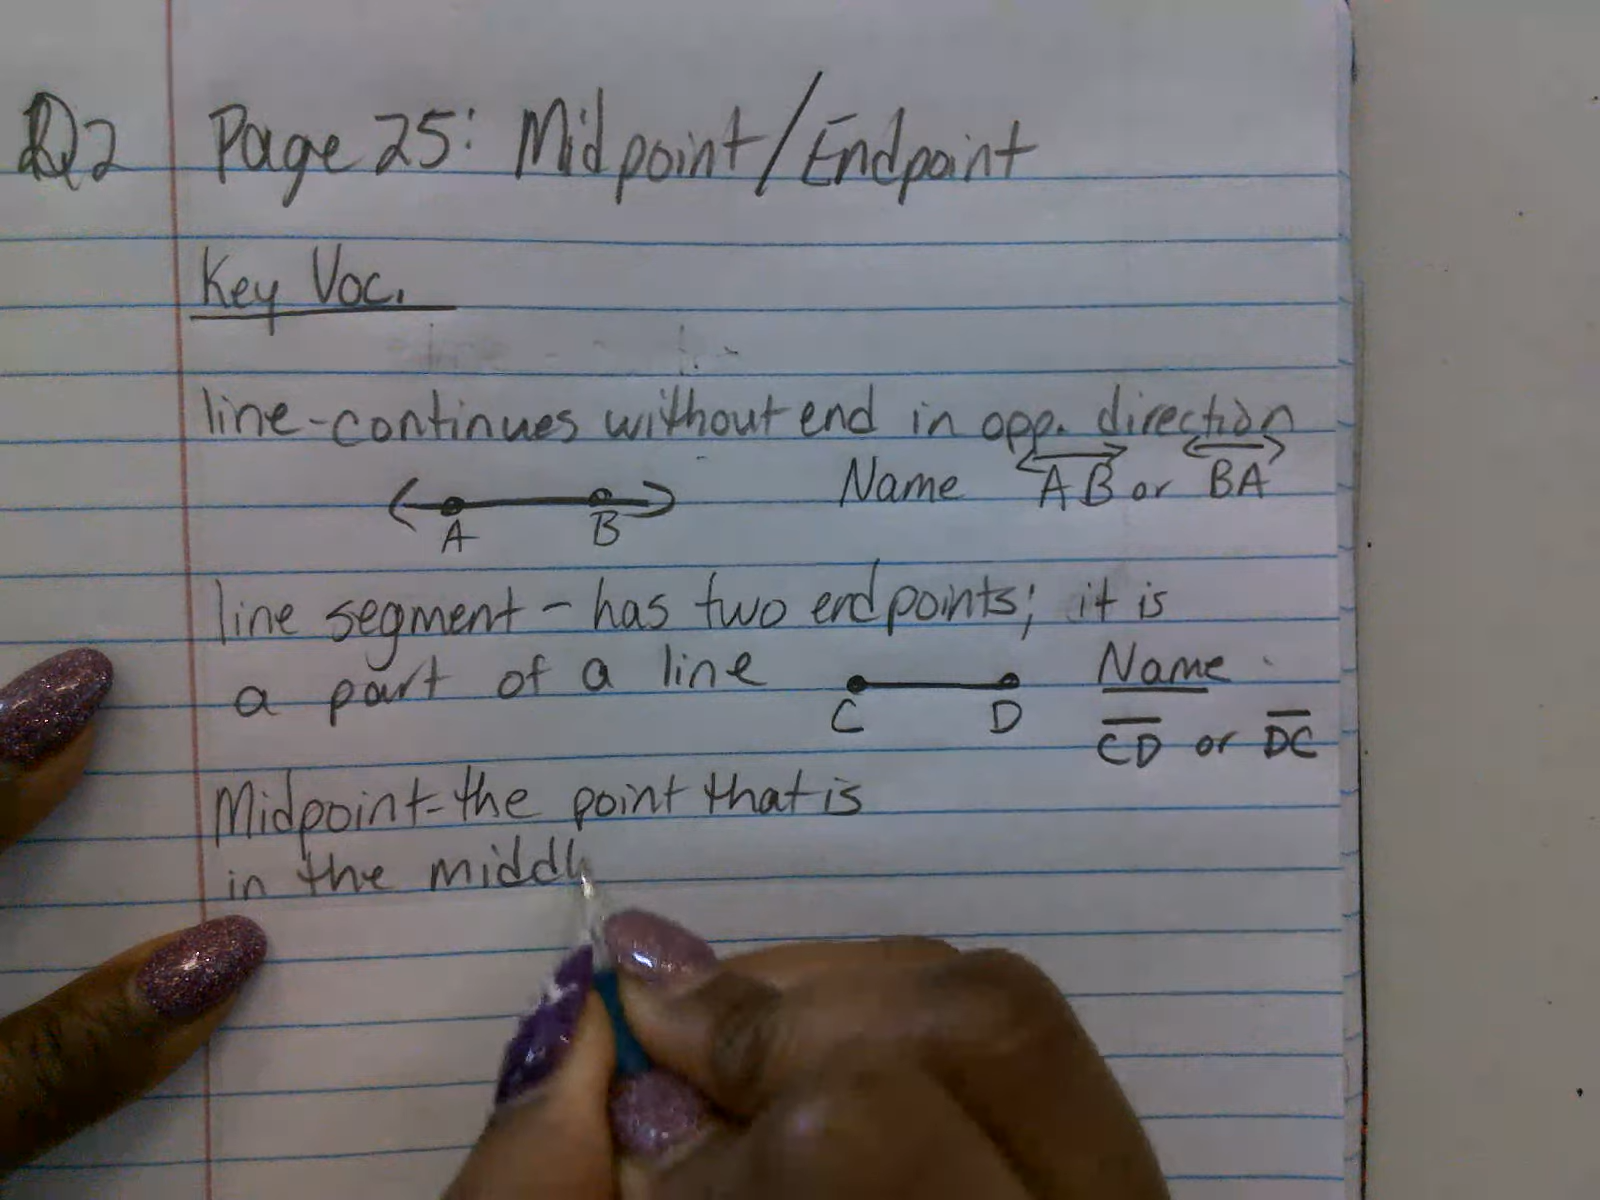 Q2 Page 25: Midpoint/Endpoint
Key Voc.
line-continues without end in opp. direction
Name AB or BA
A B
line segment - has two endpoints; it is
a part of a line Name
C D
CD or DC
Midpoint-the point that is
in the middl